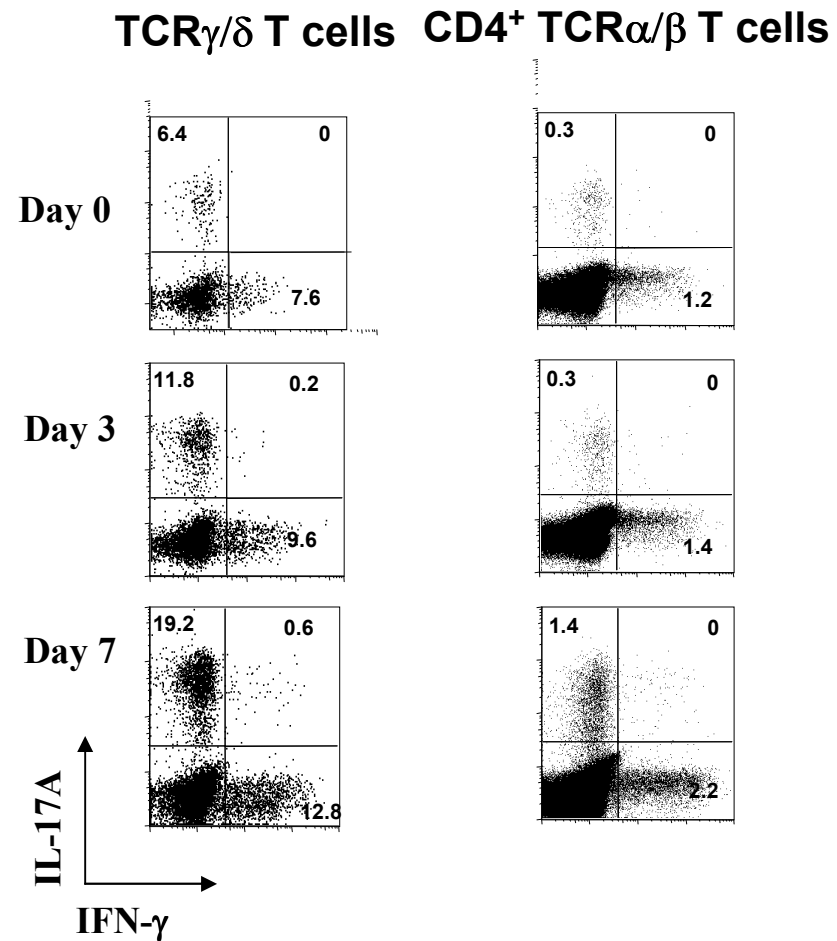 TCRγ/δ T cells CD4⁺ TCRα/β T cells
6.4 0 0.3 0
Day 0
7.6 1.2
11.8 0.2 0.3 0
Day 3
9.6 1.4
19.2 0.6 1.4 0
Day 7
12.8 2.2
IL-17A
IFN-γ